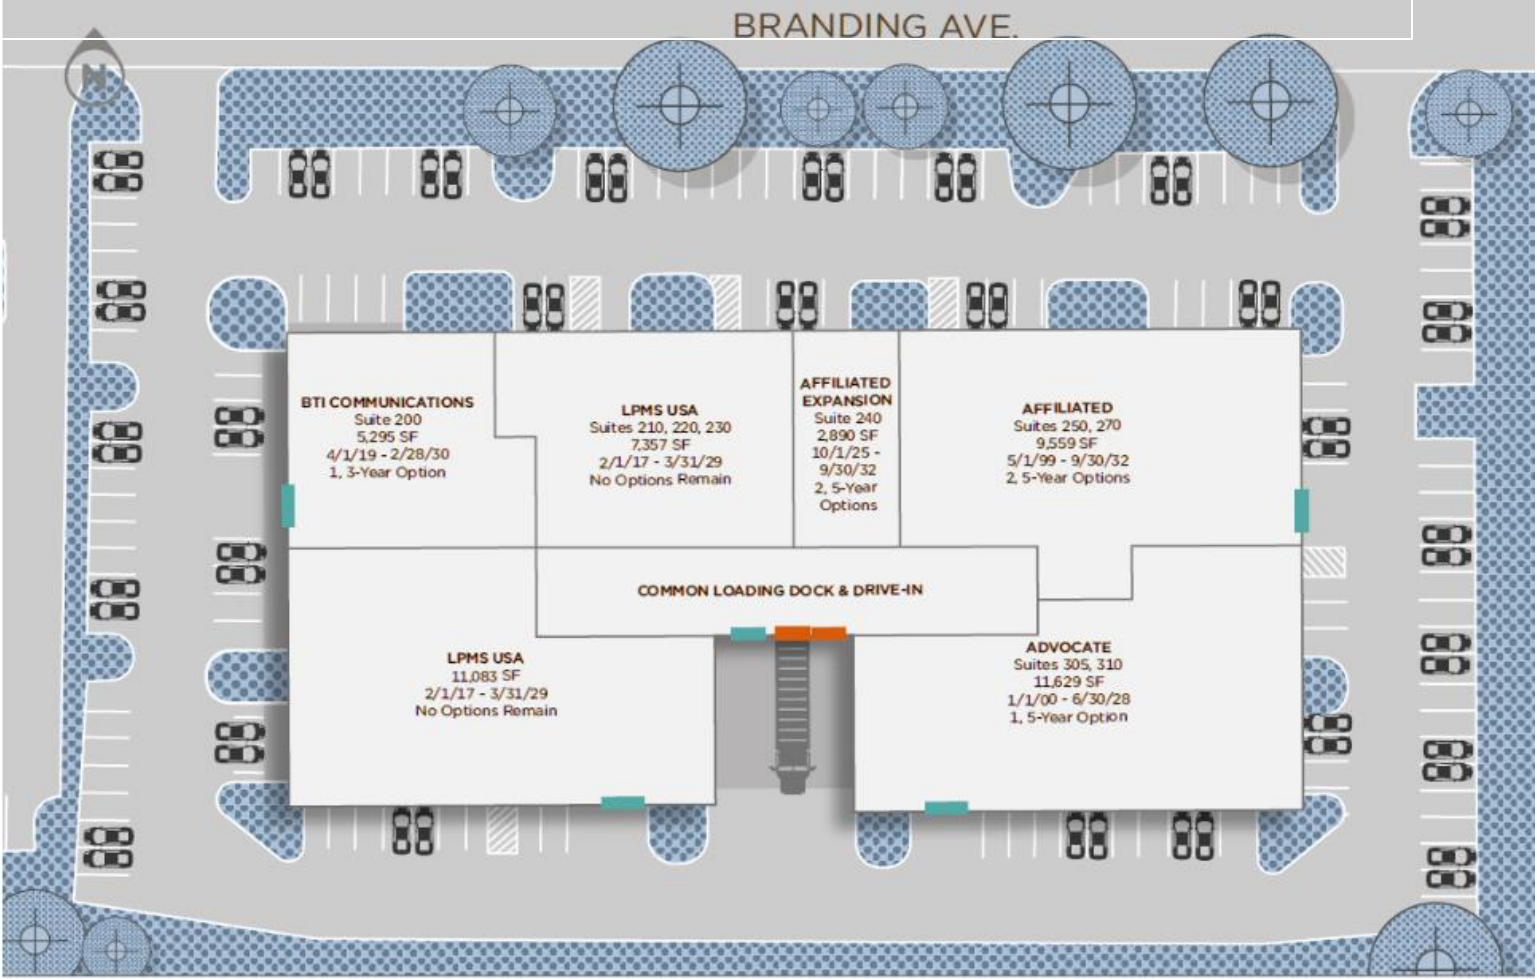 BRANDING AVE.
N
BTI COMMUNICATIONS
Suite 200
5,295 SF
4/1/19 - 2/28/30
1, 3-Year Option
LPMS USA
Suites 210, 220, 230
7,357 SF
2/1/17 - 3/31/29
No Options Remain
AFFILIATED
EXPANSION
Suite 240
2,890 SF
10/1/25 -
9/30/32
2, 5-Year
Options
AFFILIATED
Suites 250, 270
9,559 SF
5/1/99 - 9/30/32
2, 5-Year Options
COMMON LOADING DOCK & DRIVE-IN
LPMS USA
11,083 SF
2/1/17 - 3/31/29
No Options Remain
ADVOCATE
Suites 305, 310
11,629 SF
1/1/00 - 6/30/28
1, 5-Year Option